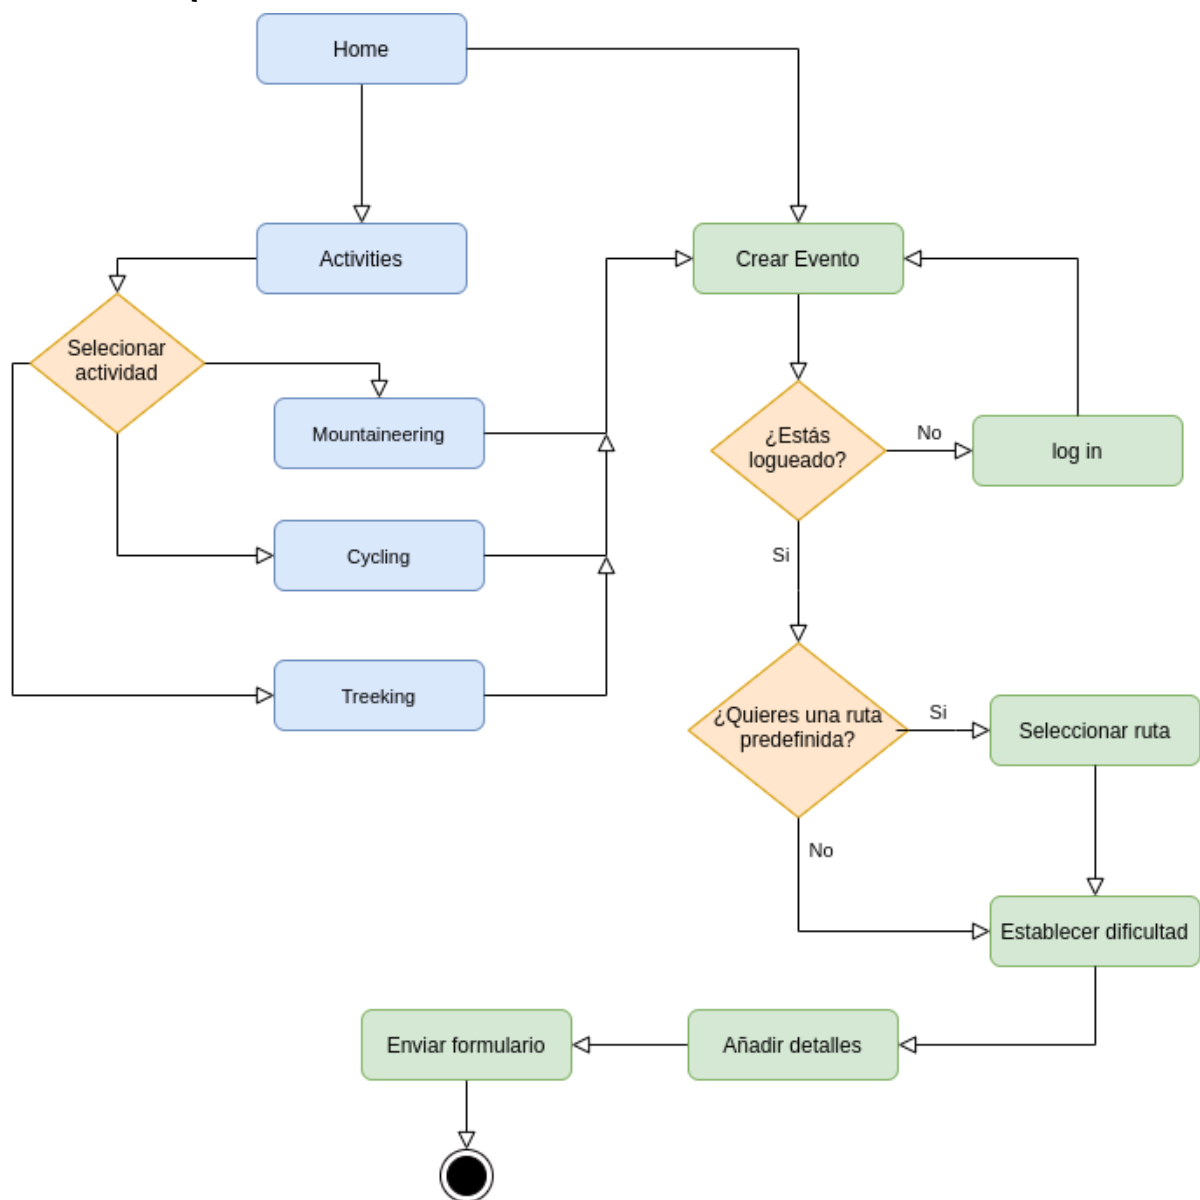 Home
Activities
Crear Evento
Selecionar
actividad
Mountaineering
¿Estás
logueado?
No
log in
Cycling
Si
Treeking
¿Quieres una ruta
predefinida?
Si
Seleccionar ruta
No
Establecer dificultad
Enviar formulario
Añadir detalles